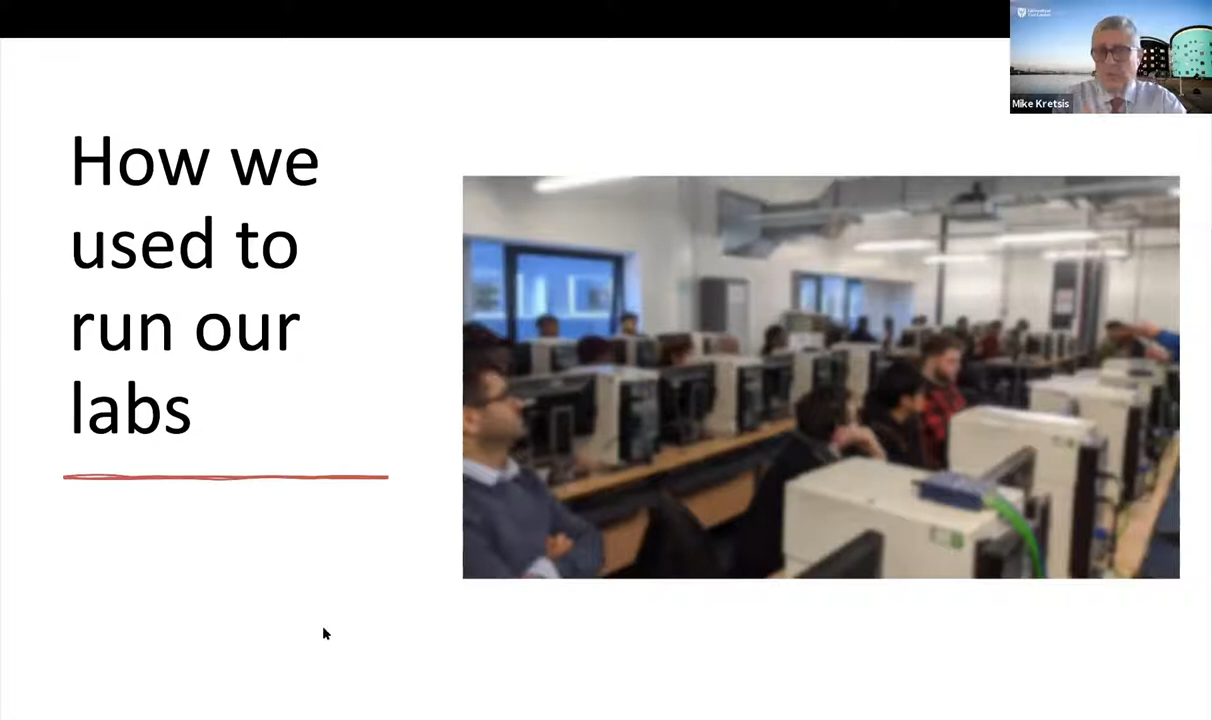 How we
used to
run our
labs
Mike Kretsis